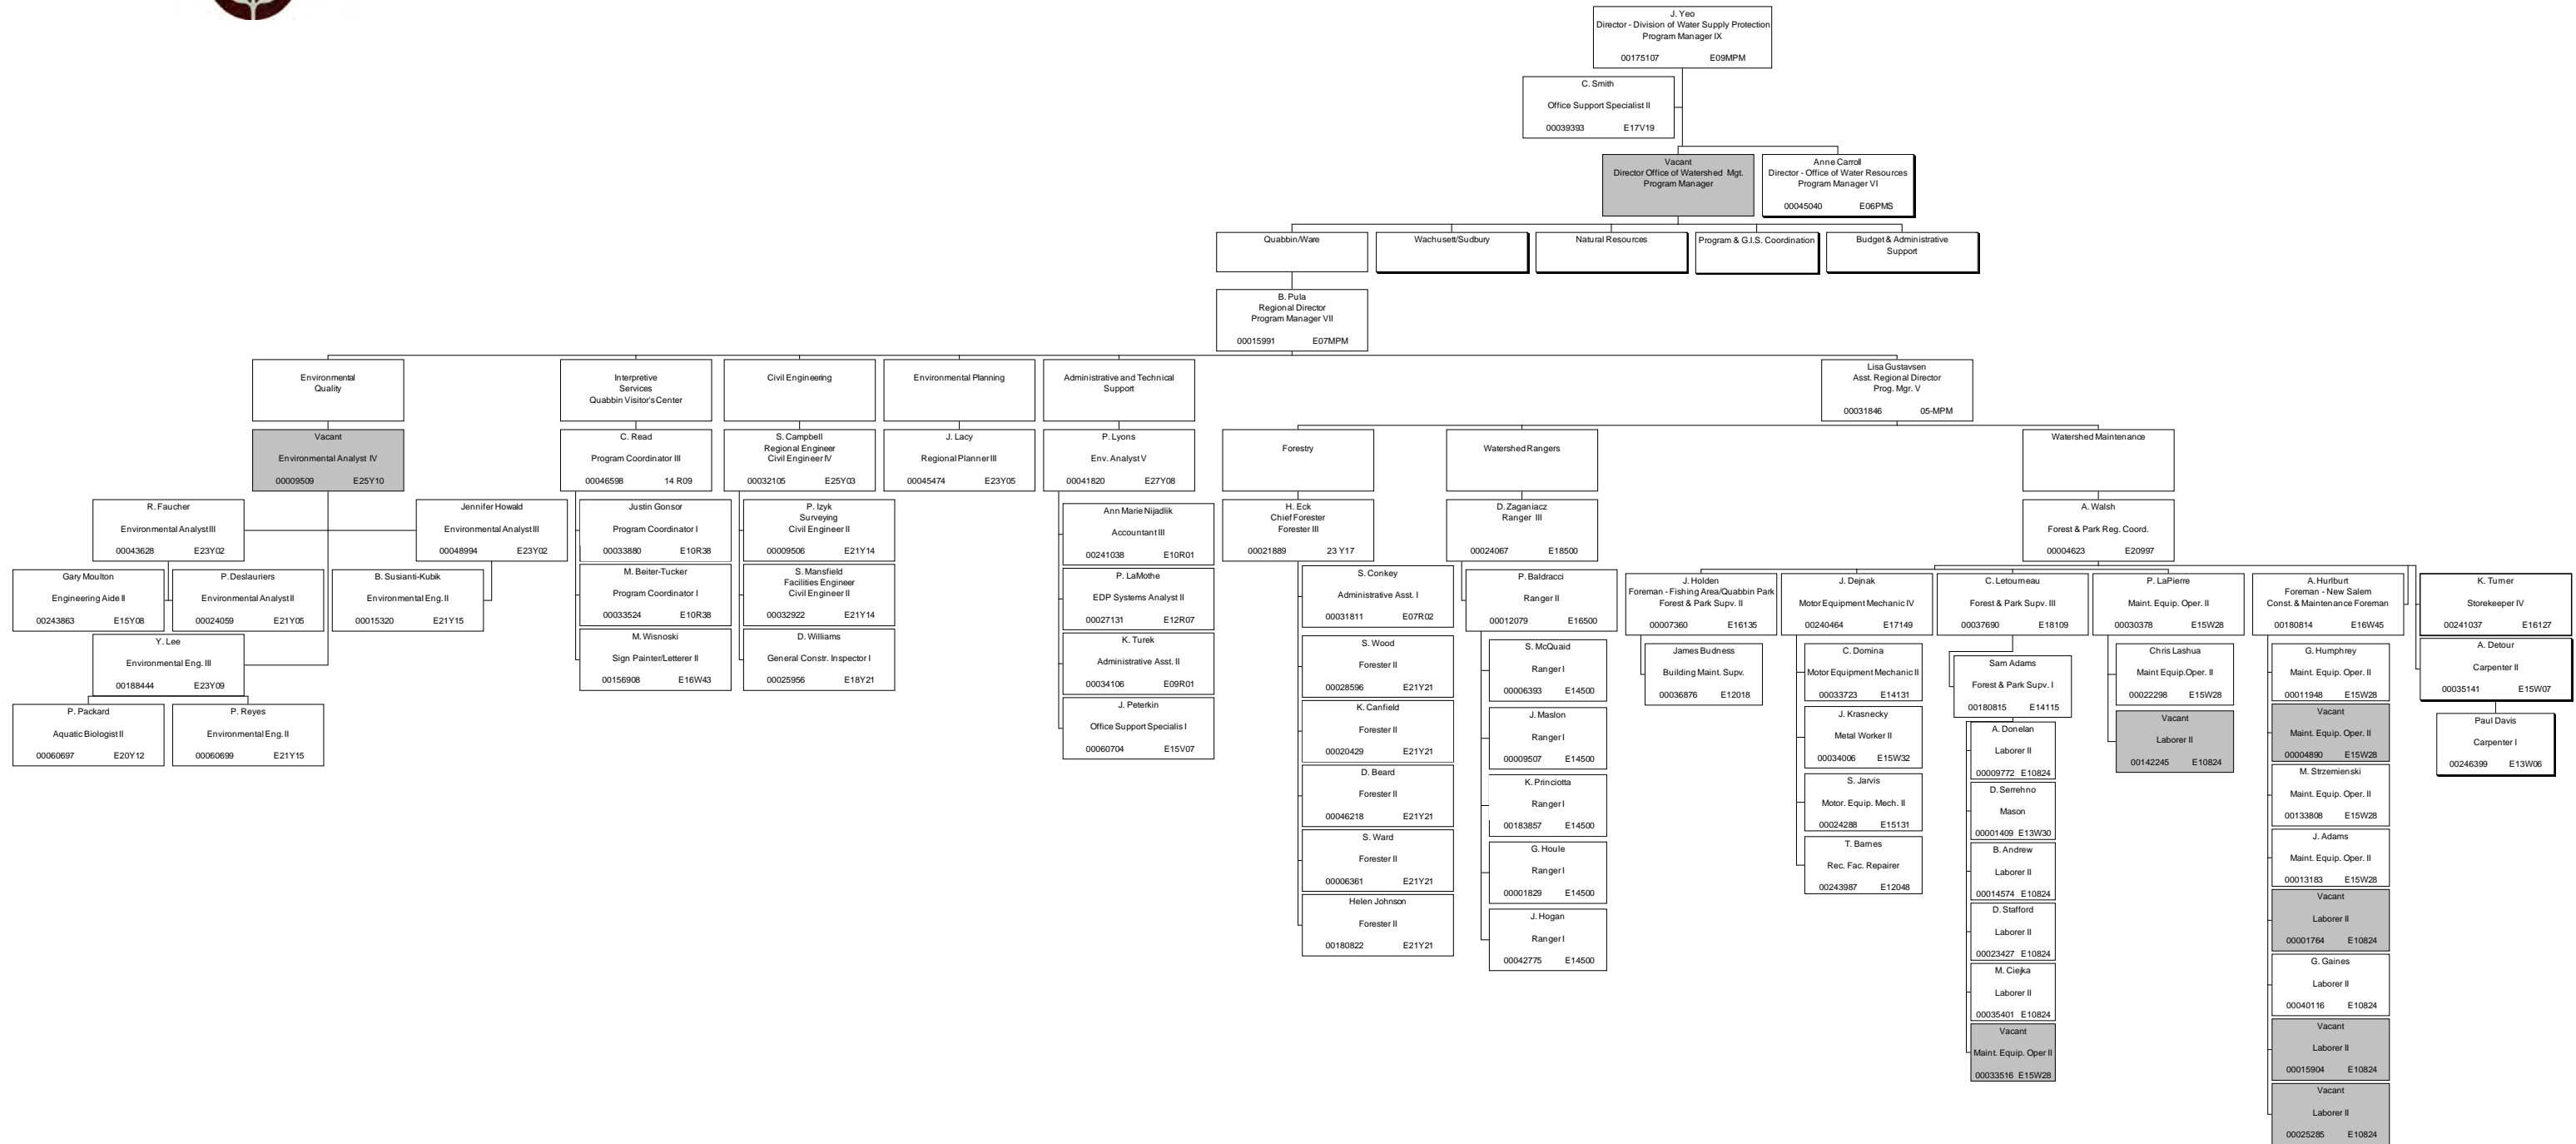 J. Yeo
Director - Division of Water Supply Protection
Program Manager IX
00175107 E09MPM
C. Smith
Office Support Specialist II
00039393 E17V19
Vacant
Director Office of Watershed Mgt.
Program Manager
Anne Carroll
Director - Office of Water Resources
Program Manager VI
00045040 E06PMS
Quabbin/Ware
Wachusett/Sudbury
Natural Resources
Program & G.I.S. Coordination
Budget & Administrative
Support
B. Pula
Regional Director
Program Manager VII
00015991 E07MPM
Environmental
Quality
Interpretive
Services
Quabbin Visitor's Center
Civil Engineering
Environmental Planning
Administrative and Technical
Support
Lisa Gustavsen
Asst. Regional Director
Prog. Mgr. V
00031846 05-MPM
Vacant
Environmental Analyst IV
00009509 E25Y10
C. Read
Program Coordinator III
00046598 14 R09
S. Campbell
Regional Engineer
Civil Engineer IV
00032105 E25Y03
J. Lacy
Regional Planner III
00045474 E23Y05
P. Lyons
Env. Analyst V
00041820 E27Y08
Forestry
Watershed Rangers
Watershed Maintenance
R. Faucher
Environmental Analyst III
00043628 E23Y02
Jennifer Howald
Environmental Analyst III
00048994 E23Y02
Gary Moulton
Engineering Aide II
00243863 E15Y08
P. Deslauriers
Environmental Analyst II
00024059 E21Y05
B. Susianti-Kubik
Environmental Eng. II
00015320 E21Y15
Y. Lee
Environmental Eng. III
00188444 E23Y09
P. Packard
Aquatic Biologist II
00060697 E20Y12
P. Reyes
Environmental Eng. II
00060699 E21Y15
Justin Gonsor
Program Coordinator I
00033880 E10R38
M. Beiter-Tucker
Program Coordinator I
00033524 E10R38
M. Wisnoski
Sign Painter/Letterer II
00156908 E16W43
P. Izyk
Surveying
Civil Engineer II
00009506 E21Y14
S. Mansfield
Facilities Engineer
Civil Engineer II
00032922 E21Y14
D. Williams
General Constr. Inspector I
00025956 E18Y21
Ann Marie Nijadlik
Accountant III
00241038 E10R01
P. LaMothe
EDP Systems Analyst II
00027131 E12R07
K. Turek
Administrative Asst. II
00034106 E09R01
J. Peterkin
Office Support Specialis I
00060704 E15V07
H. Eck
Chief Forester
Forester III
00021889 23 Y17
S. Conkey
Administrative Asst. I
00031811 E07R02
S. Wood
Forester II
00028596 E21Y21
K. Canfield
Forester II
00020429 E21Y21
D. Beard
Forester II
00046218 E21Y21
S. Ward
Forester II
00006361 E21Y21
Helen Johnson
Forester II
00180822 E21Y21
D. Zaganiacz
Ranger III
00024067 E18500
P. Baldracci
Ranger II
00012079 E16500
S. McQuaid
Ranger I
00006393 E14500
J. Maslon
Ranger I
00009507 E14500
K. Princiotta
Ranger I
00183857 E14500
G. Houle
Ranger I
00001829 E14500
J. Hogan
Ranger I
00042775 E14500
A. Walsh
Forest & Park Reg. Coord.
00004623 E20997
J. Holden
Foreman - Fishing Area/Quabbin Park
Forest & Park Supv. II
00007360 E16135
James Budness
Building Maint. Supv.
00036876 E12018
J. Dejnak
Motor Equipment Mechanic IV
00240464 E17149
C. Domina
Motor Equipment Mechanic II
00033723 E14131
J. Krasnecky
Metal Worker II
00034006 E15W32
S. Jarvis
Motor. Equip. Mech. II
00024288 E15131
T. Barnes
Rec. Fac. Repairer
00243987 E12048
C. Letourneau
Forest & Park Supv. III
00037690 E18109
Sam Adams
Forest & Park Supv. I
00180815 E14115
A. Donelan
Laborer II
00009772 E10824
D. Serrehno
Mason
00001409 E13W30
B. Andrew
Laborer II
00014574 E10824
D. Stafford
Laborer II
00023427 E10824
M. Ciejka
Laborer II
00035401 E10824
Vacant
Maint. Equip. Oper II
00033516 E15W28
P. LaPierre
Maint. Equip. Oper. II
00030378 E15W28
Chris Lashua
Maint Equip.Oper. II
00022298 E15W28
Vacant
Laborer II
00142245 E10824
A. Hurlburt
Foreman - New Salem
Const. & Maintenance Foreman
00180814 E16W45
G. Humphrey
Maint. Equip. Oper. II
00011948 E15W28
Vacant
Maint. Equip. Oper. II
00004890 E15W28
M. Strzemienski
Maint. Equip. Oper. II
00133808 E15W28
J. Adams
Maint. Equip. Oper. II
00013183 E15W28
Vacant
Laborer II
00001764 E10824
G. Gaines
Laborer II
00040116 E10824
Vacant
Laborer II
00015904 E10824
Vacant
Laborer II
00025285 E10824
K. Turner
Storekeeper IV
00241037 E16127
A. Detour
Carpenter II
00035141 E15W07
Paul Davis
Carpenter I
00246399 E13W06